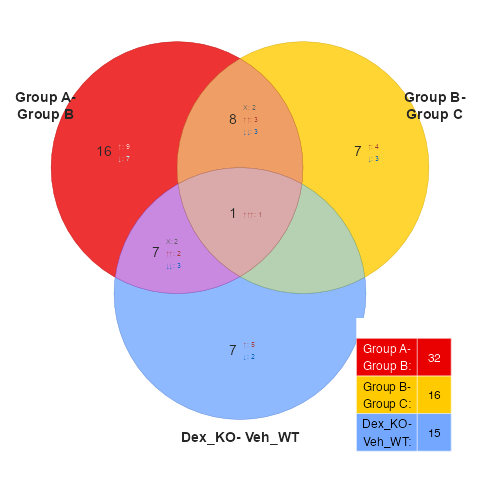 Group A-
Group B
Group B-
Group C
8
X: 2
↑↑: 3
↓↓: 3
16
↑: 9
↓: 7
7
↑: 4
↓: 3
1
↑↑↑: 1
7
X: 2
↑↑: 2
↓↓: 3
7
↑: 5
↓: 2
Group A-
Group B:
32
Group B-
Group C:
16
Dex_KO-
Veh_WT:
15
Dex_KO- Veh_WT